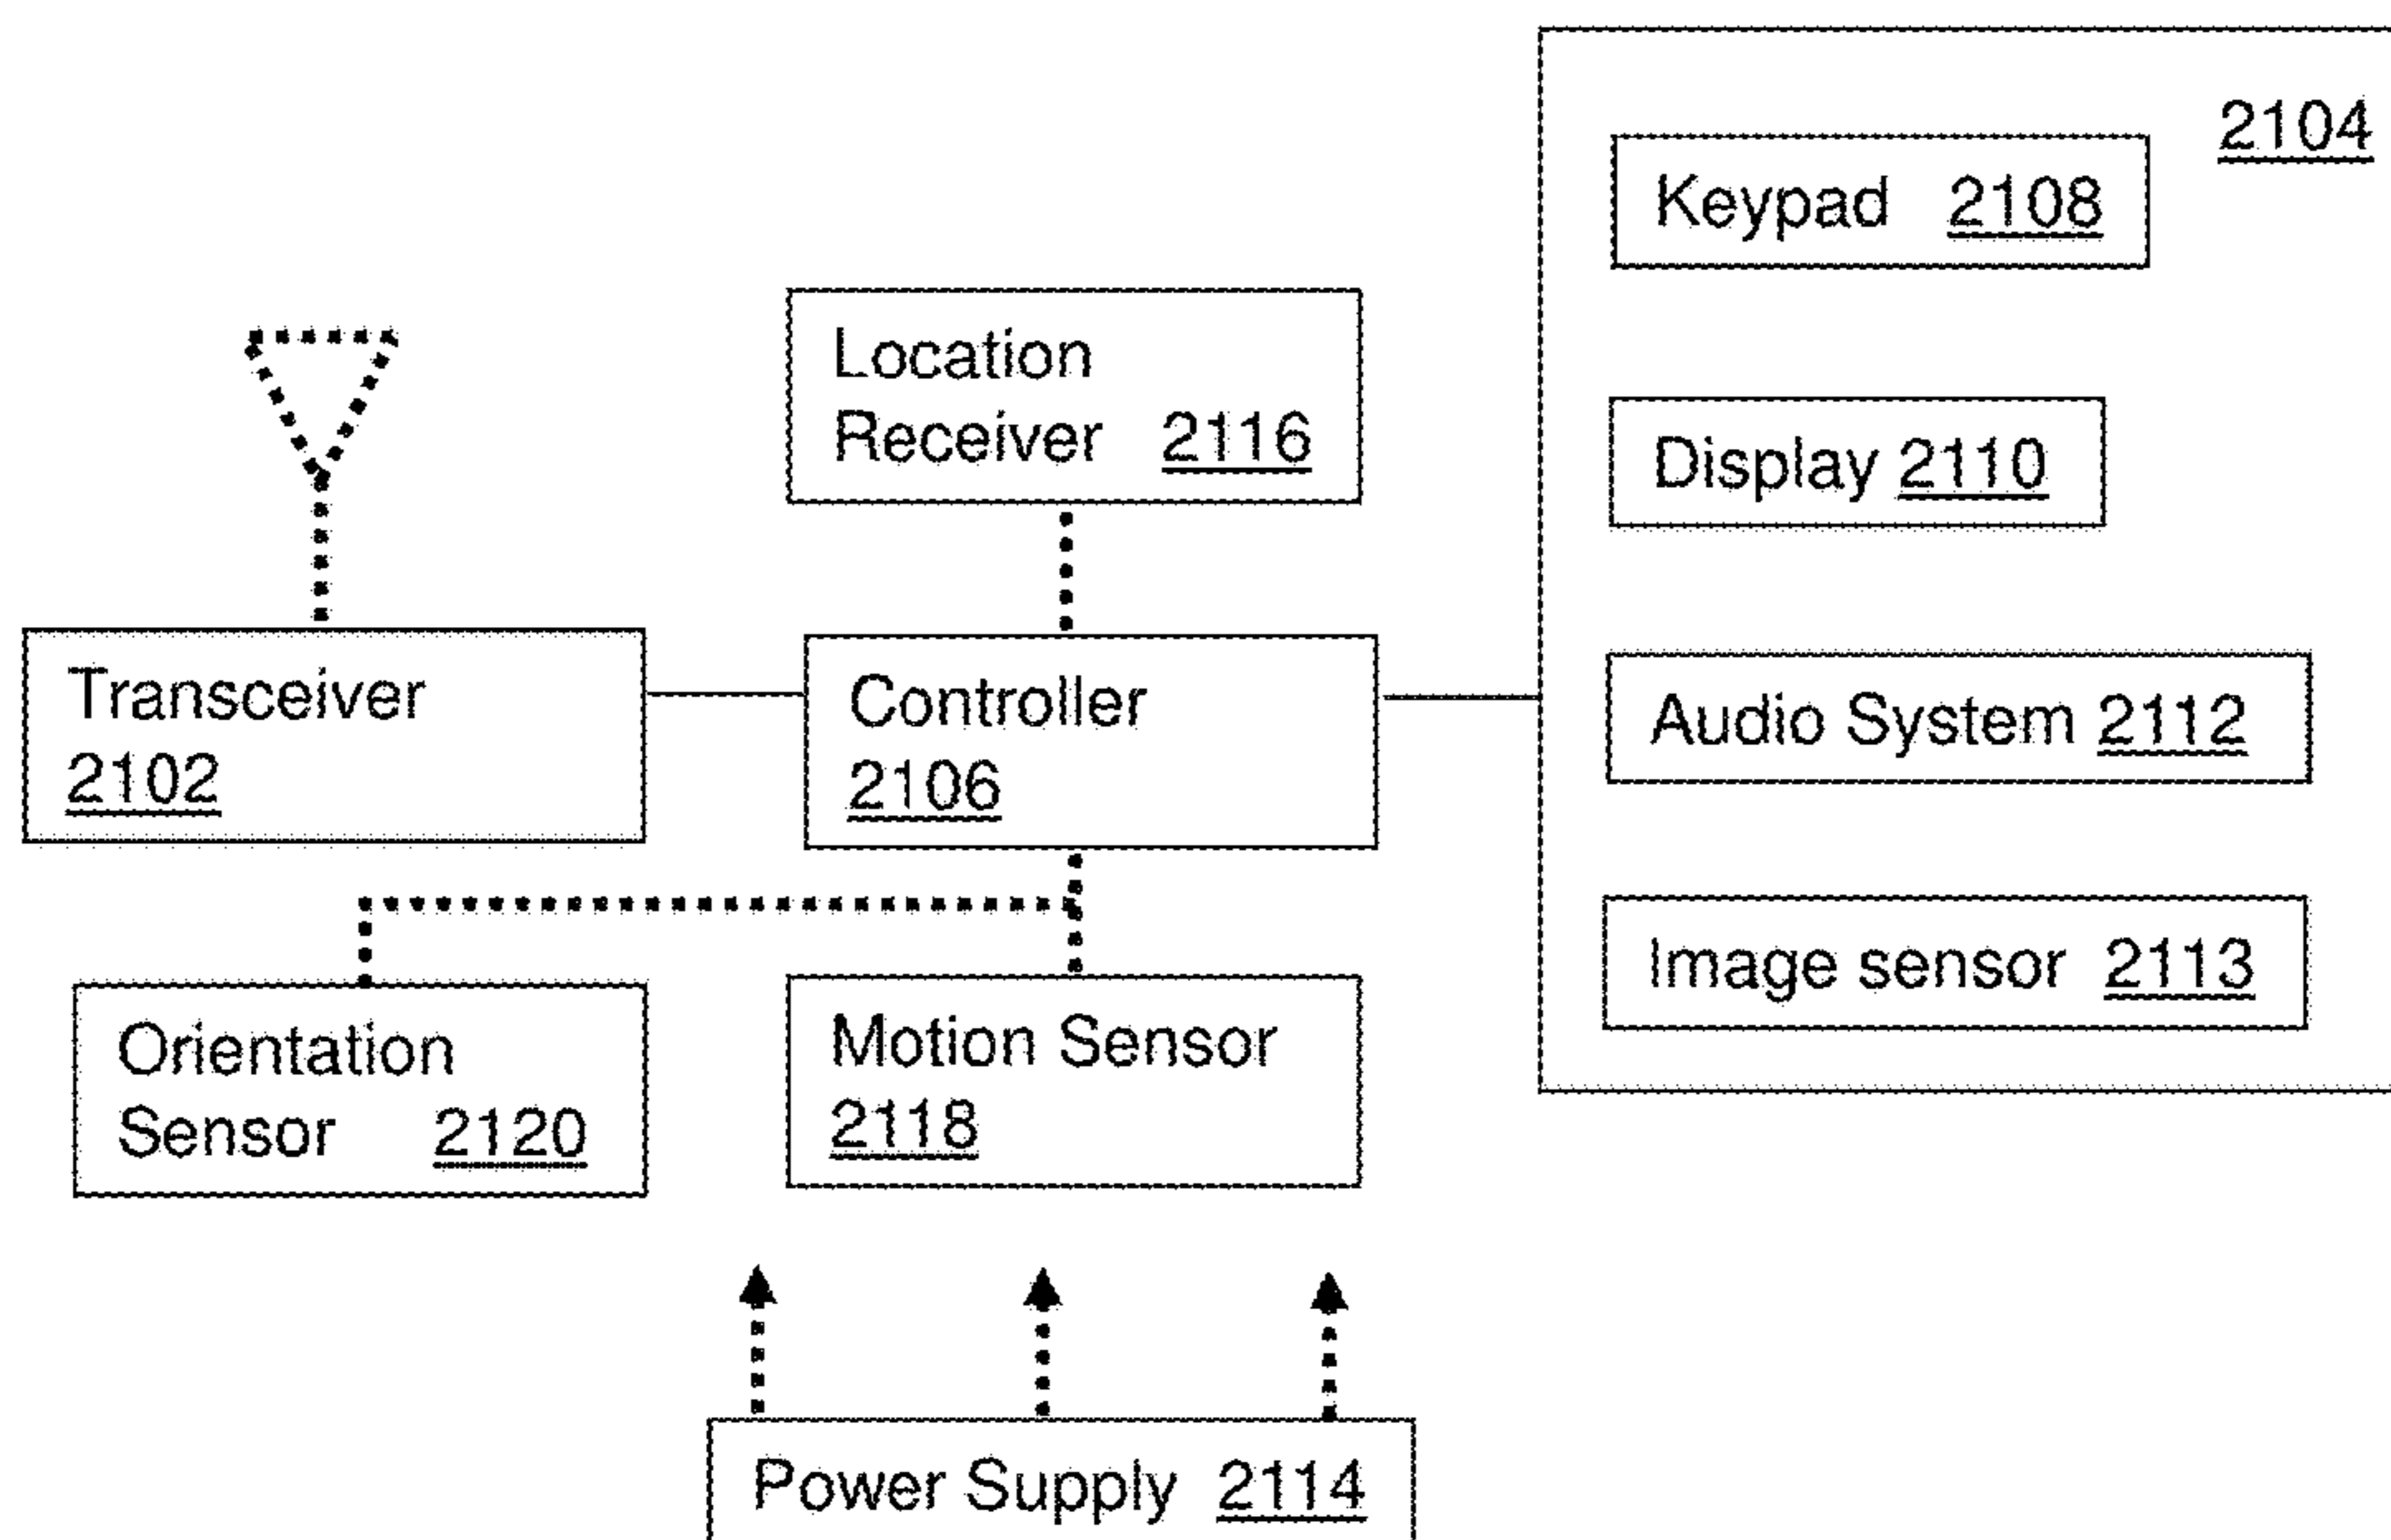 2104
Keypad 2108
Location
Receiver 2116
Display 2110
Transceiver
2102
Controller
2106
Audio System 2112
Image sensor 2113
Orientation
Sensor 2120
Motion Sensor
2118
Power Supply 2114